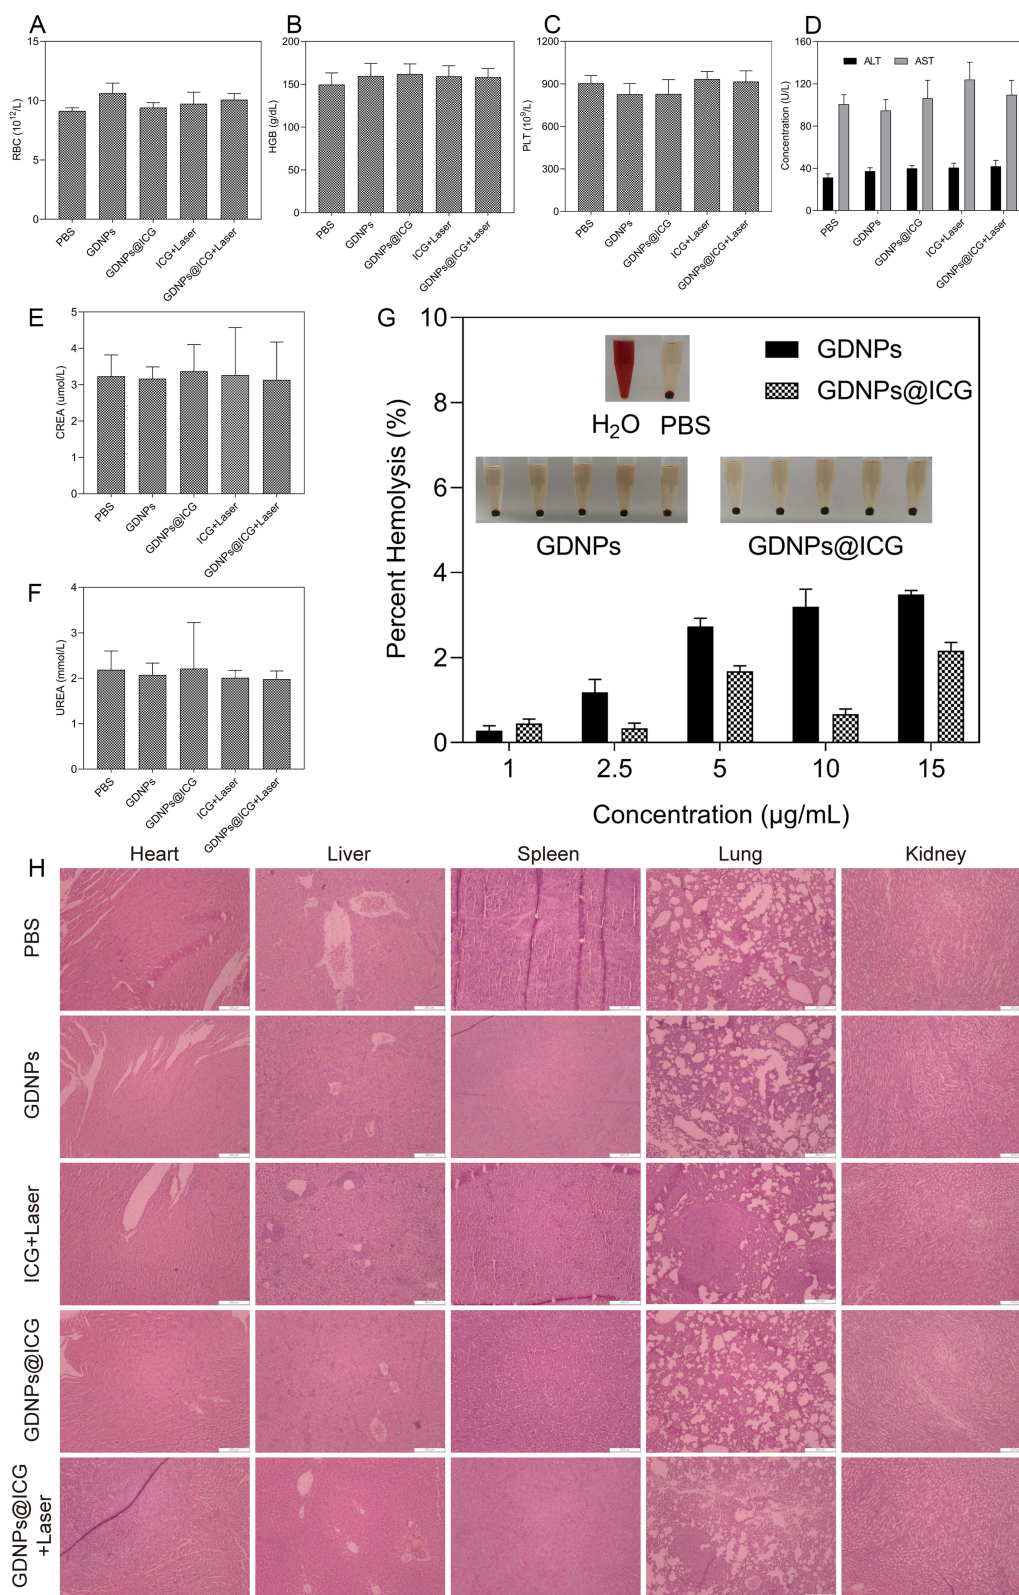 A
RBC (10¹²/L)
15
10
5
0
PBS
GDNPs
GDNPs@ICG
ICG+Laser
GDNPs@ICG+Laser
B
HGB (g/dL)
200
150
100
50
0
PBS
GDNPs
GDNPs@ICG
ICG+Laser
GDNPs@ICG+Laser
C
PLT (10⁹/L)
1200
900
600
300
0
PBS
GDNPs
GDNPs@ICG
ICG+Laser
GDNPs@ICG+Laser
D
Concentration (U/L)
160
120
80
40
0
ALT
AST
PBS
GDNPs
GDNPs@ICG
ICG+Laser
GDNPs@ICG+Laser
E
CREA (umol/L)
5
4
3
2
1
0
PBS
GDNPs
GDNPs@ICG
ICG+Laser
GDNPs@ICG+Laser
F
UREA (mmol/L)
4
3
2
1
0
PBS
GDNPs
GDNPs@ICG
ICG+Laser
GDNPs@ICG+Laser
G
Percent Hemolysis (%)
10
8
6
4
2
0
GDNPs
GDNPs@ICG
H₂O PBS
GDNPs
GDNPs@ICG
1 2.5 5 10 15
Concentration (µg/mL)
H
Heart Liver Spleen Lung Kidney
PBS
GDNPs
ICG+Laser
GDNPs@ICG
GDNPs@ICG
+Laser